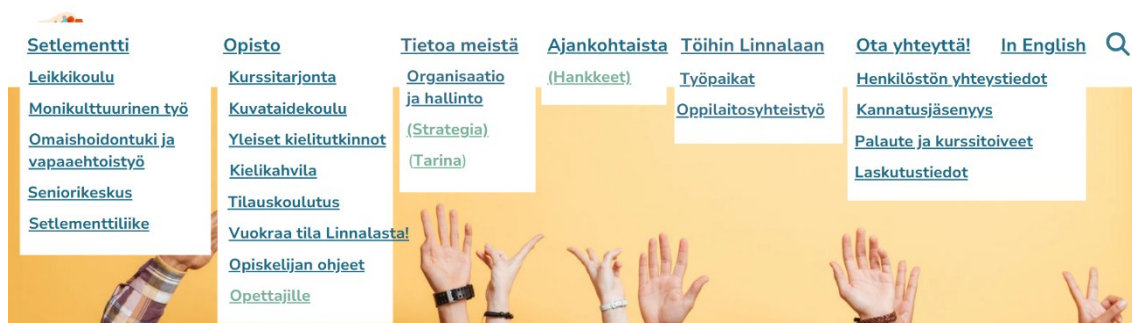 Setlementti
Leikkikoulu
Monikulttuurinen työ
Omaishoidontuki ja
vapaaehtoistyö
Seniorikeskus
Setlementtiliike
Opisto
Kurssitarjonta
Kuvataidekoulu
Yleiset kielitutkinnot
Kielikahvila
Tilauskoulutus
Vuokraa tila Linnalasta!
Opiskelijan ohjeet
Opettajille
Tietoa meistä
Organisaatio
ja hallinto
(Strategia)
(Tarina)
Ajankohtaista
(Hankkeet)
Töihin Linnalaan
Työpaikat
Oppilaitosyhteistyö
Ota yhteyttä!
Henkilöstön yhteystiedot
Kannatusjäsenyys
Palaute ja kurssitoiveet
Laskutustiedot
In English